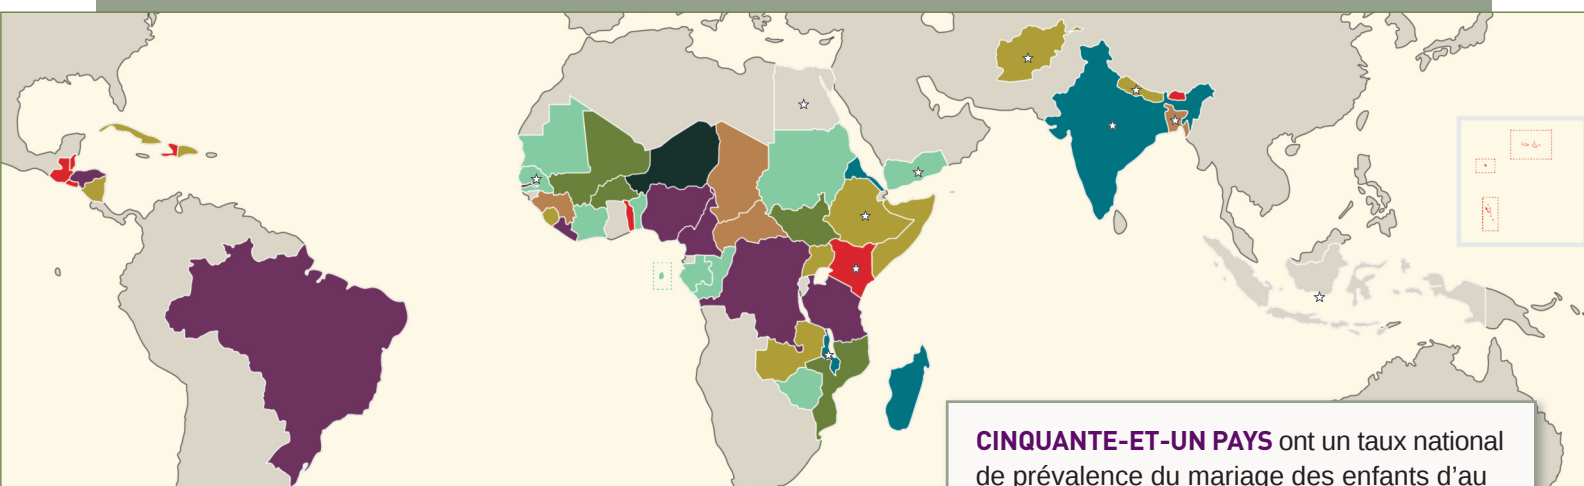 CINQUANTE-ET-UN PAYS ont un taux national
de prévalence du mariage des enfants d’au